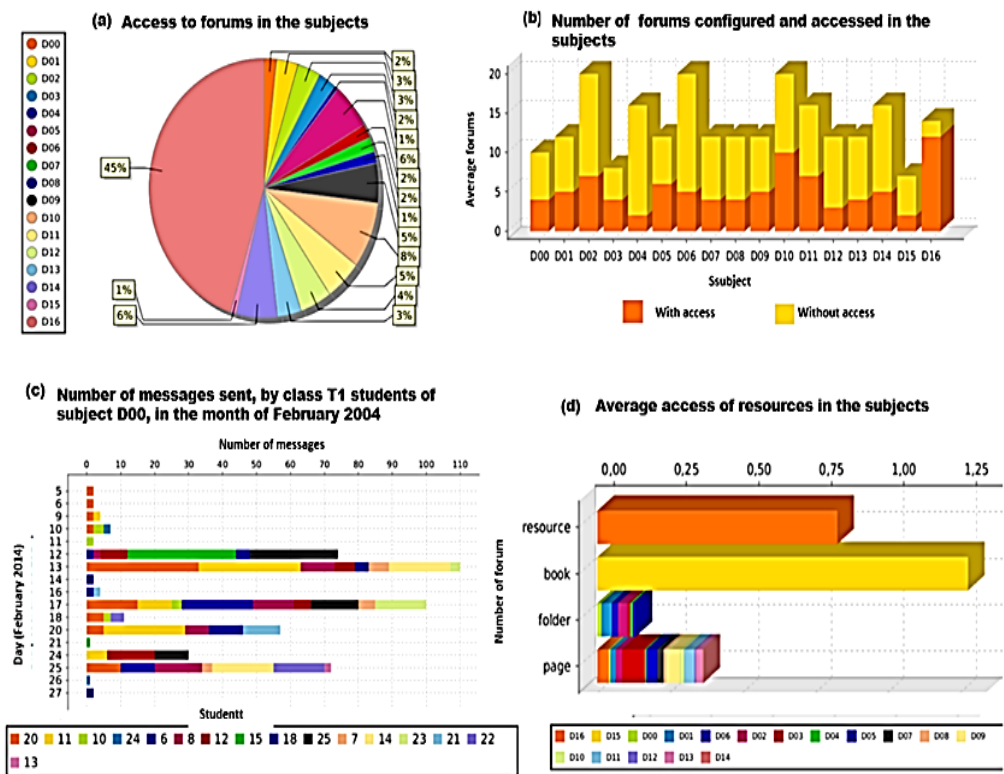 (a) Access to forums in the subjects
D00
D01
D02
D03
D04
D05
D06
D07
D08
D09
D10
D11
D12
D13
D14
D15
D16
2%
3%
3%
2%
1%
6%
2%
2%
1%
5%
8%
5%
4%
3%
45%
1%
6%
(b) Number of forums configured and accessed in the
subjects
Average forums
20
15
10
5
0
D00 D01 D02 D03 D04 D05 D06 D07 D08 D09 D10 D11 D12 D13 D14 D15 D16
Ssubject
With access Without access
(c) Number of messages sent, by class T1 students of
subject D00, in the month of February 2004
Number of messages
0 10 20 30 40 50 60 70 80 90 100 110
Day (February 2014)
5
6
9
10
11
12
13
14
16
17
18
20
21
24
25
26
27
Studentt
20 11 10 24 6 8 12 15 18 25 7 14 23 21 22
13
(d) Average access of resources in the subjects
0,00 0,25 0,50 0,75 1,00 1,25
Number of forum
resource
book
folder
page
D16 D15 D00 D01 D06 D02 D03 D04 D05 D07 D08 D09
D10 D11 D12 D13 D14